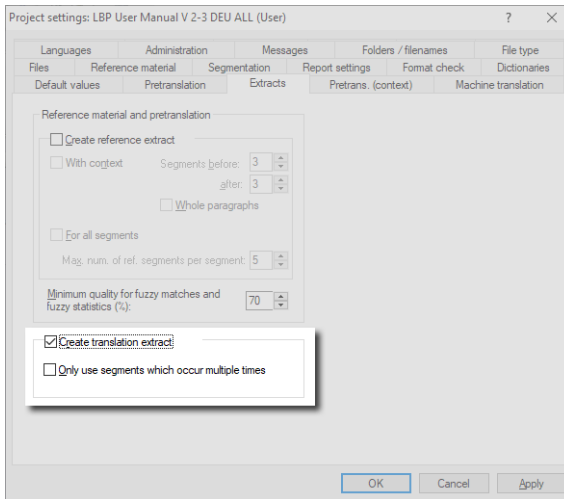 Project settings: LBP User Manual V 2-3 DEU ALL (User) ? ×
Languages Administration Messages Folders / filenames File type
Files Reference material Segmentation Report settings Format check Dictionaries
Default values Pretranslation Extracts Pretrans. (context) Machine translation
Reference material and pretranslation
Create reference extract
With context Segments before: 3
after: 3
Whole paragraphs
For all segments
Max. num. of ref. segments per segment: 5
Minimum quality for fuzzy matches and
fuzzy statistics (%): 70
Create translation extract
Only use segments which occur multiple times
OK Cancel Apply